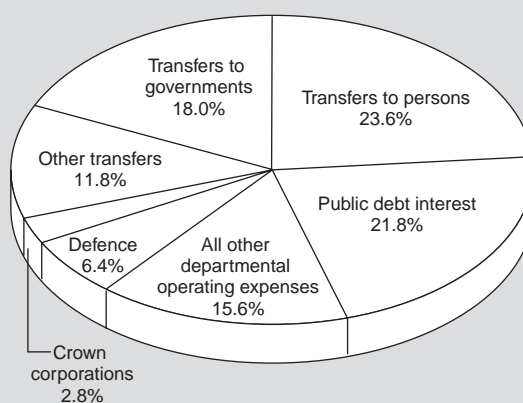 Transfers to
governments
18.0%
Transfers to persons
23.6%
Other transfers
11.8%
Public debt interest
21.8%
Defence
6.4%
All other
departmental
operating expenses
15.6%
Crown
corporations
2.8%